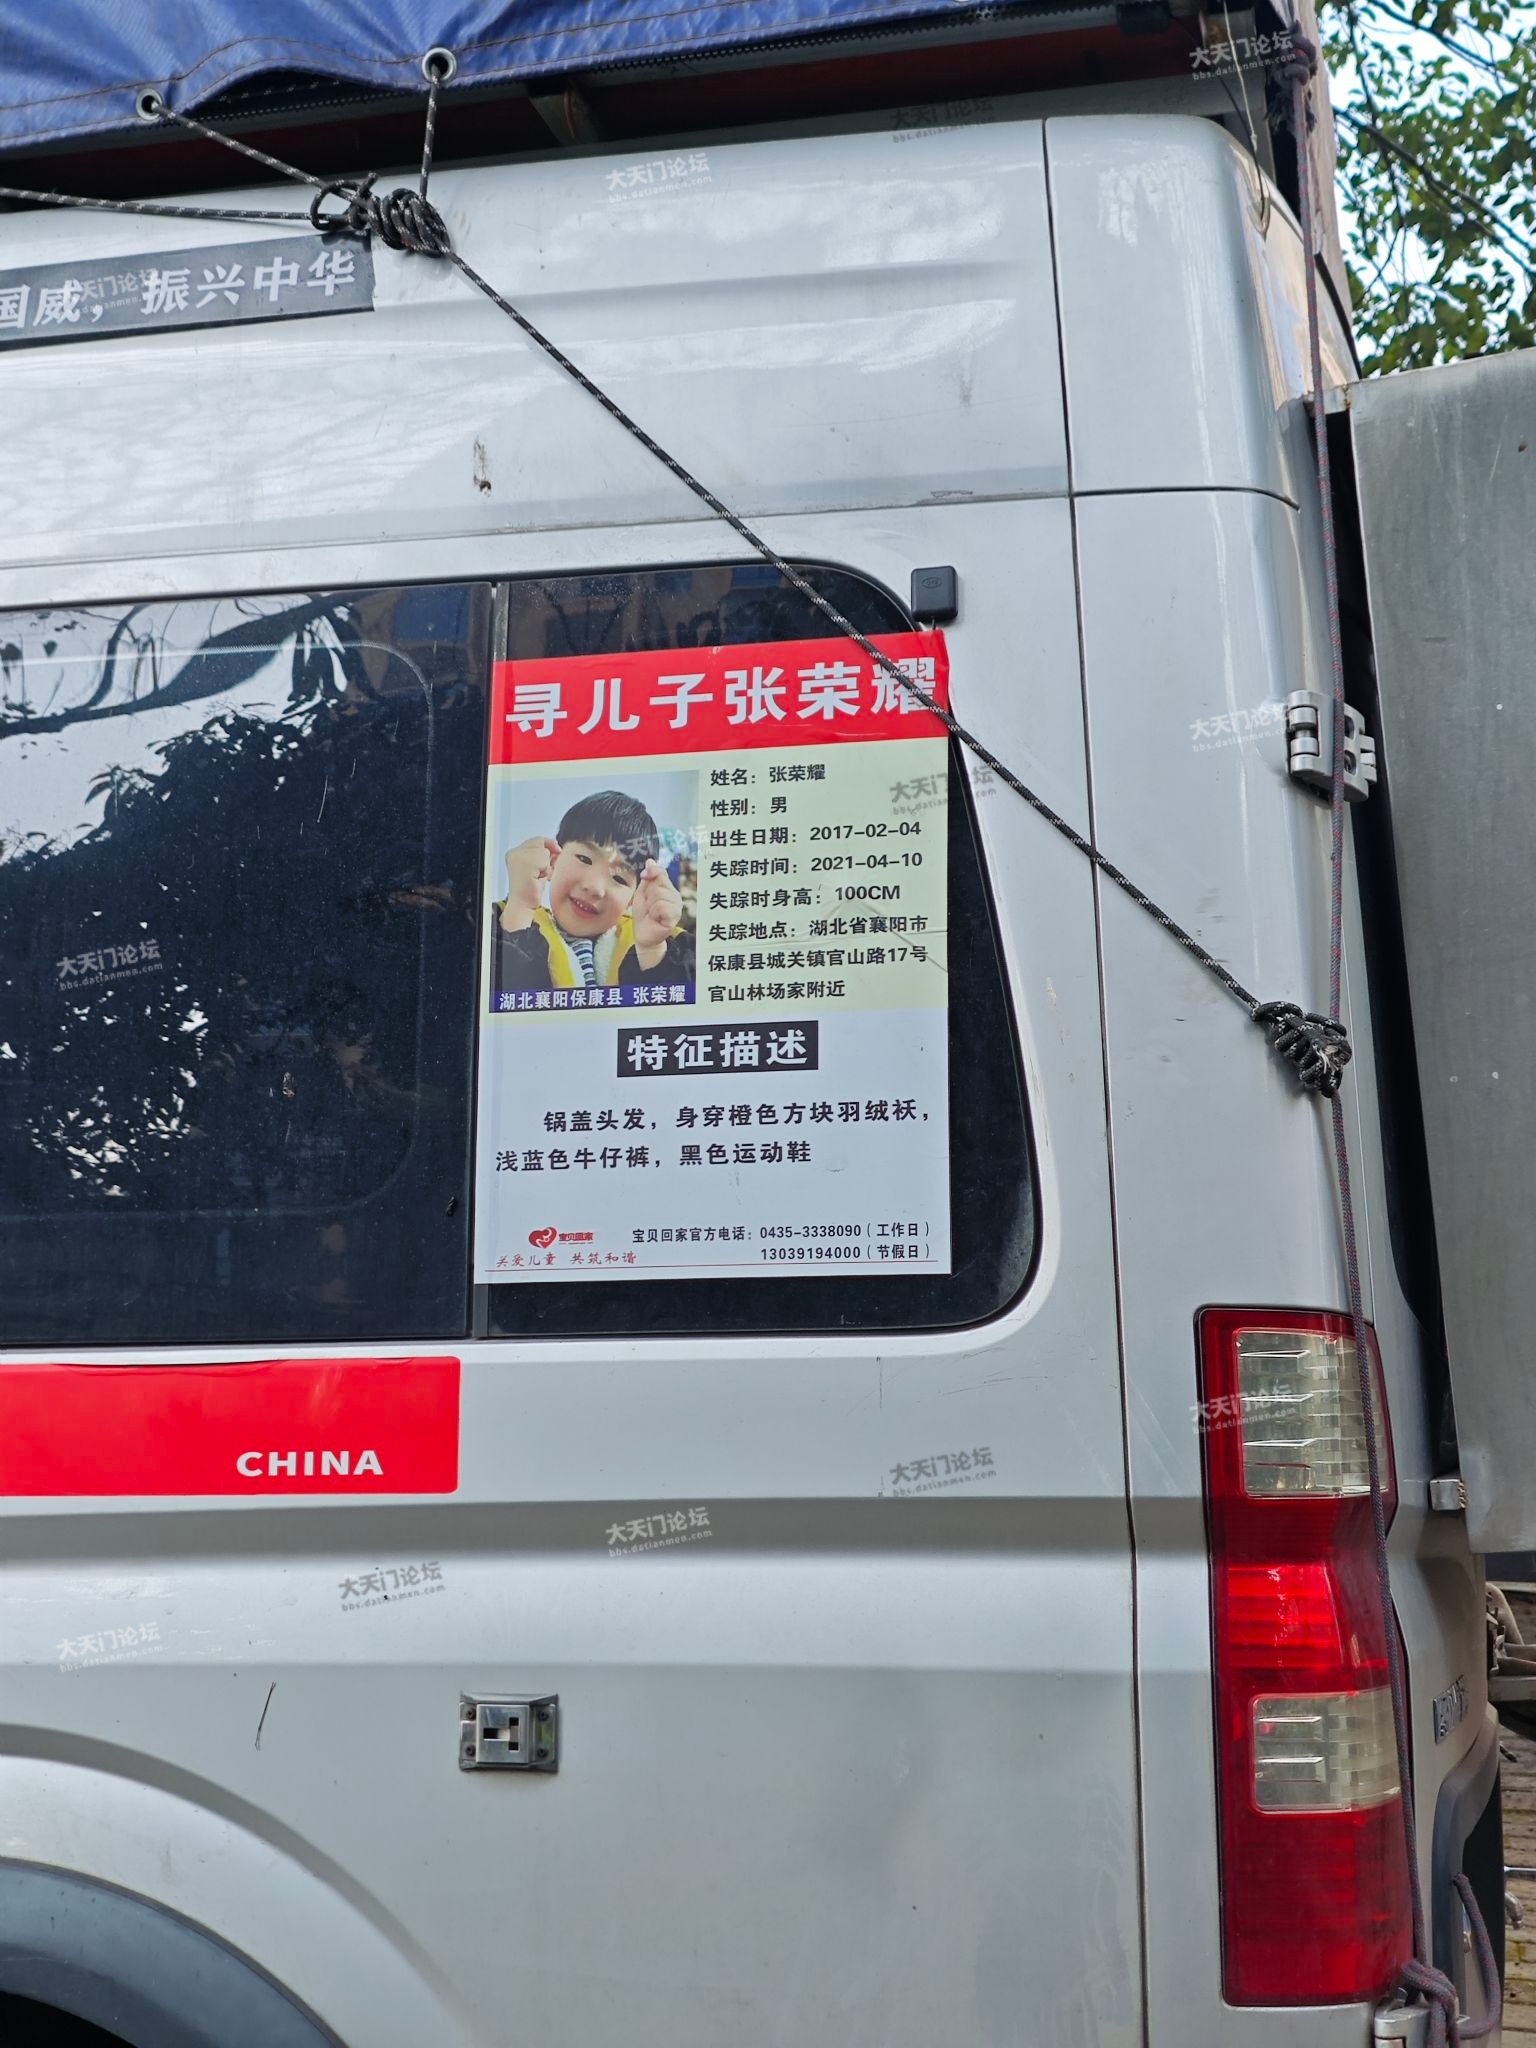 国威，振兴中华
寻儿子张荣耀
姓名：张荣耀
性别：男
出生日期：2017-02-04
失踪时间：2021-04-10
失踪时身高：100CM
失踪地点：湖北省襄阳市
保康县城关镇官山路17号
官山林场家附近
湖北襄阳保康县 张荣耀
特征描述
锅盖头发，身穿橙色方块羽绒袄，
浅蓝色牛仔裤，黑色运动鞋
宝贝回家
关爱儿童 共筑和谐
宝贝回家官方电话：0435-3338090（工作日）
13039194000（节假日）
CHINA
大天门论坛
bbs.datianmen.com